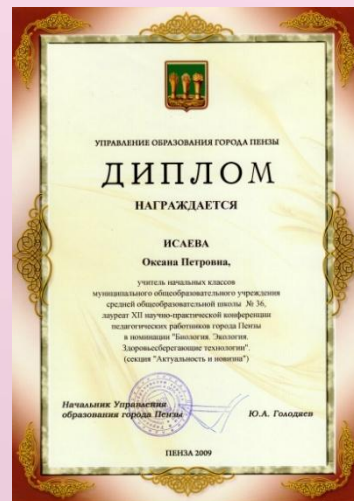 УПРАВЛЕНИЕ ОБРАЗОВАНИЯ ГОРОДА ПЕНЗЫ
ДИПЛОМ
НАГРАЖДАЕТСЯ
ИСАЕВА
Оксана Петровна,
учитель начальных классов
муниципального общеобразовательного учреждения
средней общеобразовательной школы № 36,
лауреат XII научно-практической конференции
педагогических работников города Пензы
в номинации "Биология. Экология.
Здоровьесберегающие технологии".
(секция "Актуальность и новизна")
Начальник Управления
образования города Пензы Ю.А. Голодяев
ПЕНЗА 2009